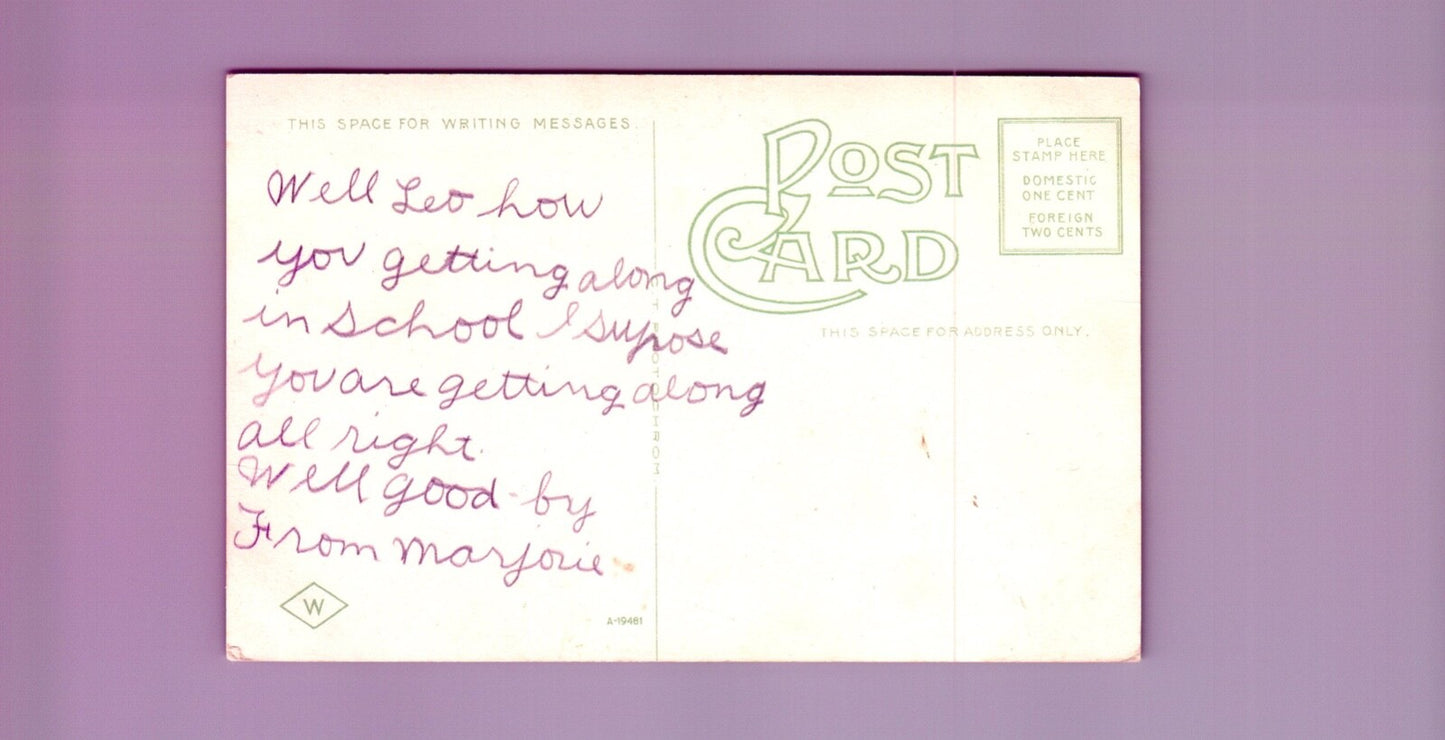 THIS SPACE FOR WRITING MESSAGES.
Well Leo how
you getting along
in school I supose
you are getting along
all right.
Well good-by
From Marjorie
W
A-19481
POST
CARD
PLACE
STAMP HERE
DOMESTIC
ONE CENT
FOREIGN
TWO CENTS
THIS SPACE FOR ADDRESS ONLY.